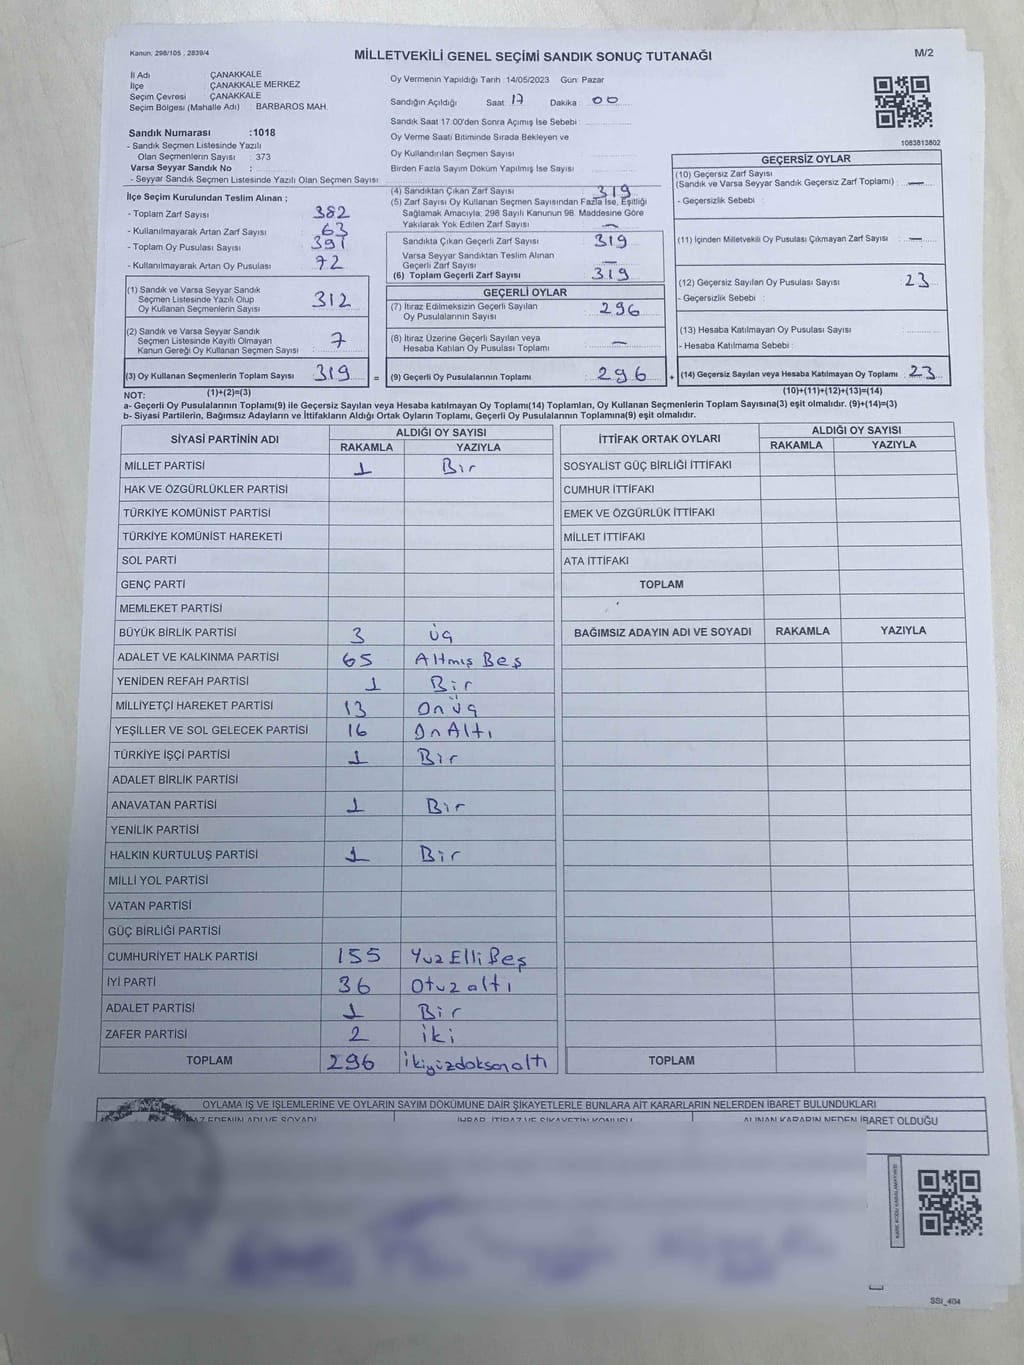 Kanun: 298/105 , 2839/4
MİLLETVEKİLİ GENEL SEÇİMİ SANDIK SONUÇ TUTANAĞI
M/2
İl Adı : ÇANAKKALE
İlçe : ÇANAKKALE MERKEZ
Seçim Çevresi : ÇANAKKALE
Seçim Bölgesi (Mahalle Adı) : BARBAROS MAH.
Sandık Numarası :1018
- Sandık Seçmen Listesinde Yazılı
Olan Seçmenlerin Sayısı : 373
Varsa Seyyar Sandık No :
- Seyyar Sandık Seçmen Listesinde Yazılı Olan Seçmen Sayısı
Oy Vermenin Yapıldığı Tarih :14/05/2023 Gün: Pazar
Sandığın Açıldığı Saat 17 Dakika : 00
Sandık Saat 17:00'den Sonra Açımış İse Sebebi :
Oy Verme Saati Bitiminde Sırada Bekleyen ve
Oy Kullandırılan Seçmen Sayısı
Birden Fazla Sayım Döküm Yapılmış İse Sayısı :
1083813802
İlçe Seçim Kurulundan Teslim Alınan ;
- Toplam Zarf Sayısı : 382
- Kullanılmayarak Artan Zarf Sayısı : 63
- Toplam Oy Pusulası Sayısı : 391
- Kullanılmayarak Artan Oy Pusulası : 72
(1) Sandık ve Varsa Seyyar Sandık
Seçmen Listesinde Yazılı Olup
Oy Kullanan Seçmenlerin Sayısı : 312
(2) Sandık ve Varsa Seyyar Sandık
Seçmen Listesinde Kayıtlı Olmayan
Kanun Gereği Oy Kullanan Seçmen Sayısı : 7
(3) Oy Kullanan Seçmenlerin Toplam Sayısı : 319 =
(4) Sandıktan Çıkan Zarf Sayısı : 319
(5) Zarf Sayısı Oy Kullanan Seçmen Sayısından Fazla İse, Eşitliği
Sağlamak Amacıyla; 298 Sayılı Kanunun 98. Maddesine Göre
Yakılarak Yok Edilen Zarf Sayısı : —
Sandıkta Çıkan Geçerli Zarf Sayısı : 319
Varsa Seyyar Sandıktan Teslim Alınan
Geçerli Zarf Sayısı : —
(6) Toplam Geçerli Zarf Sayısı : 319
GEÇERLİ OYLAR
(7) İtiraz Edilmeksizin Geçerli Sayılan
Oy Pusulalarının Sayısı : 296
(8) İtiraz Üzerine Geçerli Sayılan veya
Hesaba Katılan Oy Pusulası Toplamı : —
(9) Geçerli Oy Pusulalarının Toplamı : 296 +
GEÇERSİZ OYLAR
(10) Geçersiz Zarf Sayısı
(Sandık ve Varsa Seyyar Sandık Geçersiz Zarf Toplamı) : —
- Geçersizlik Sebebi :
(11) İçinden Milletvekili Oy Pusulası Çıkmayan Zarf Sayısı : —
(12) Geçersiz Sayılan Oy Pusulası Sayısı : 23
- Geçersizlik Sebebi :
(13) Hesaba Katılmayan Oy Pusulası Sayısı :
- Hesaba Katılmama Sebebi :
(14) Geçersiz Sayılan veya Hesaba Katılmayan Oy Toplamı : 23
NOT: (1)+(2)=(3) (10)+(11)+(12)+(13)=(14)
a- Geçerli Oy Pusulalarının Toplamı(9) ile Geçersiz Sayılan veya Hesaba katılmayan Oy Toplamı(14) Toplamları, Oy Kullanan Seçmenlerin Toplam Sayısına(3) eşit olmalıdır. (9)+(14)=(3)
b- Siyasi Partilerin, Bağımsız Adayların ve İttifakların Aldığı Ortak Oyların Toplamı, Geçerli Oy Pusulalarının Toplamına(9) eşit olmalıdır.
SİYASİ PARTİNİN ADI ALDIĞI OY SAYISI
RAKAMLA YAZIYLA
MİLLET PARTİSİ 1 Bir
HAK VE ÖZGÜRLÜKLER PARTİSİ
TÜRKİYE KOMÜNİST PARTİSİ
TÜRKİYE KOMÜNİST HAREKETİ
SOL PARTİ
GENÇ PARTİ
MEMLEKET PARTİSİ
BÜYÜK BİRLİK PARTİSİ 3 üç
ADALET VE KALKINMA PARTİSİ 65 Altmış Beş
YENİDEN REFAH PARTİSİ 1 Bir
MİLLİYETÇİ HAREKET PARTİSİ 13 On üç
YEŞİLLER VE SOL GELECEK PARTİSİ 16 On Altı
TÜRKİYE İŞÇİ PARTİSİ 1 Bir
ADALET BİRLİK PARTİSİ
ANAVATAN PARTİSİ 1 Bir
YENİLİK PARTİSİ
HALKIN KURTULUŞ PARTİSİ 1 Bir
MİLLİ YOL PARTİSİ
VATAN PARTİSİ
GÜÇ BİRLİĞİ PARTİSİ
CUMHURİYET HALK PARTİSİ 155 Yuz Elli Beş
İYİ PARTİ 36 Otuz altı
ADALET PARTİSİ 1 Bir
ZAFER PARTİSİ 2 iki
TOPLAM 296 ikiyüzdoksanaltı
İTTİFAK ORTAK OYLARI ALDIĞI OY SAYISI
RAKAMLA YAZIYLA
SOSYALİST GÜÇ BİRLİĞİ İTTİFAKI
CUMHUR İTTİFAKI
EMEK VE ÖZGÜRLÜK İTTİFAKI
MİLLET İTTİFAKI
ATA İTTİFAKI
TOPLAM
BAĞIMSIZ ADAYIN ADI VE SOYADI RAKAMLA YAZIYLA
TOPLAM
OYLAMA İŞ VE İŞLEMLERİNE VE OYLARIN SAYIM DÖKÜMÜNE DAİR ŞİKAYETLERLE BUNLARA AİT KARARLARIN NELERDEN İBARET BULUNDUKLARI
EDENİN ADI VE SOYADI İHBAR, İTİRAZ VE ŞİKAYETİN KONUSU ALINAN KARARIN NEDEN İBARET OLDUĞU
SSI_404